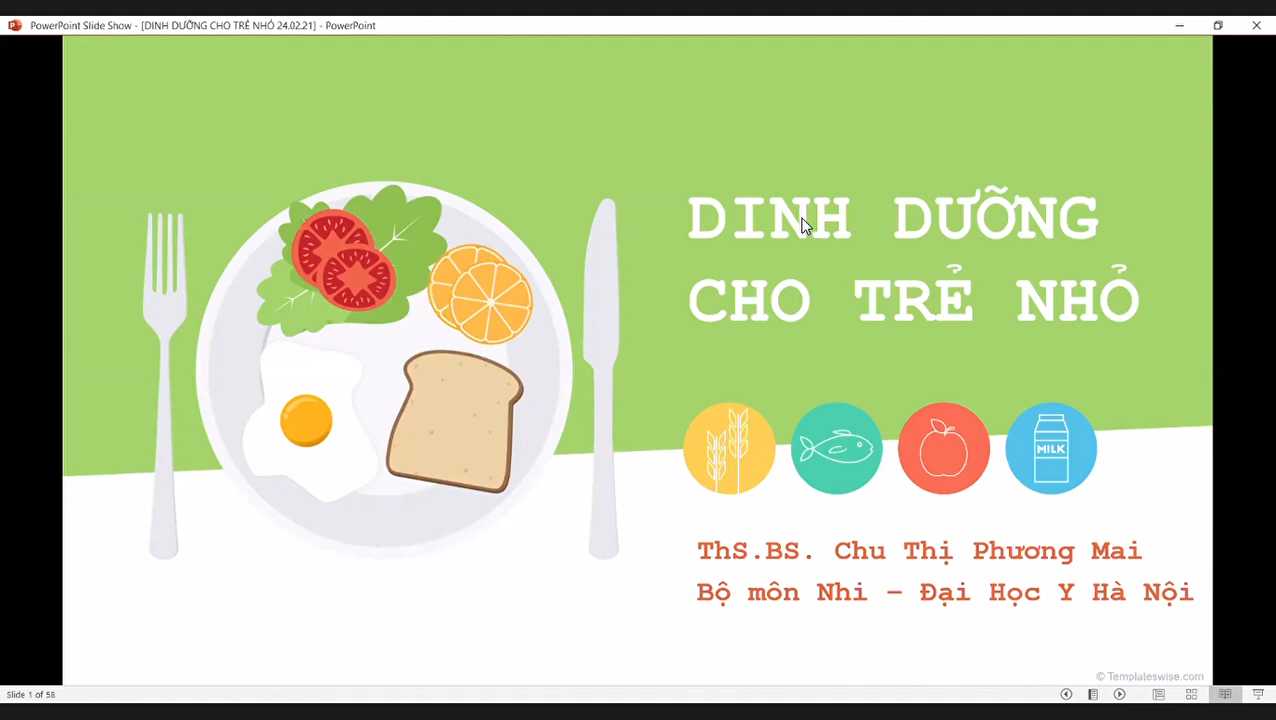 PowerPoint Slide Show - [DINH DƯỠNG CHO TRẺ NHỎ 24.02.21] - PowerPoint
DINH DƯỠNG
CHO TRẺ NHỎ
MILK
ThS.BS. Chu Thị Phương Mai
Bộ môn Nhi – Đại Học Y Hà Nội
© Templateswise.com
Slide 1 of 58